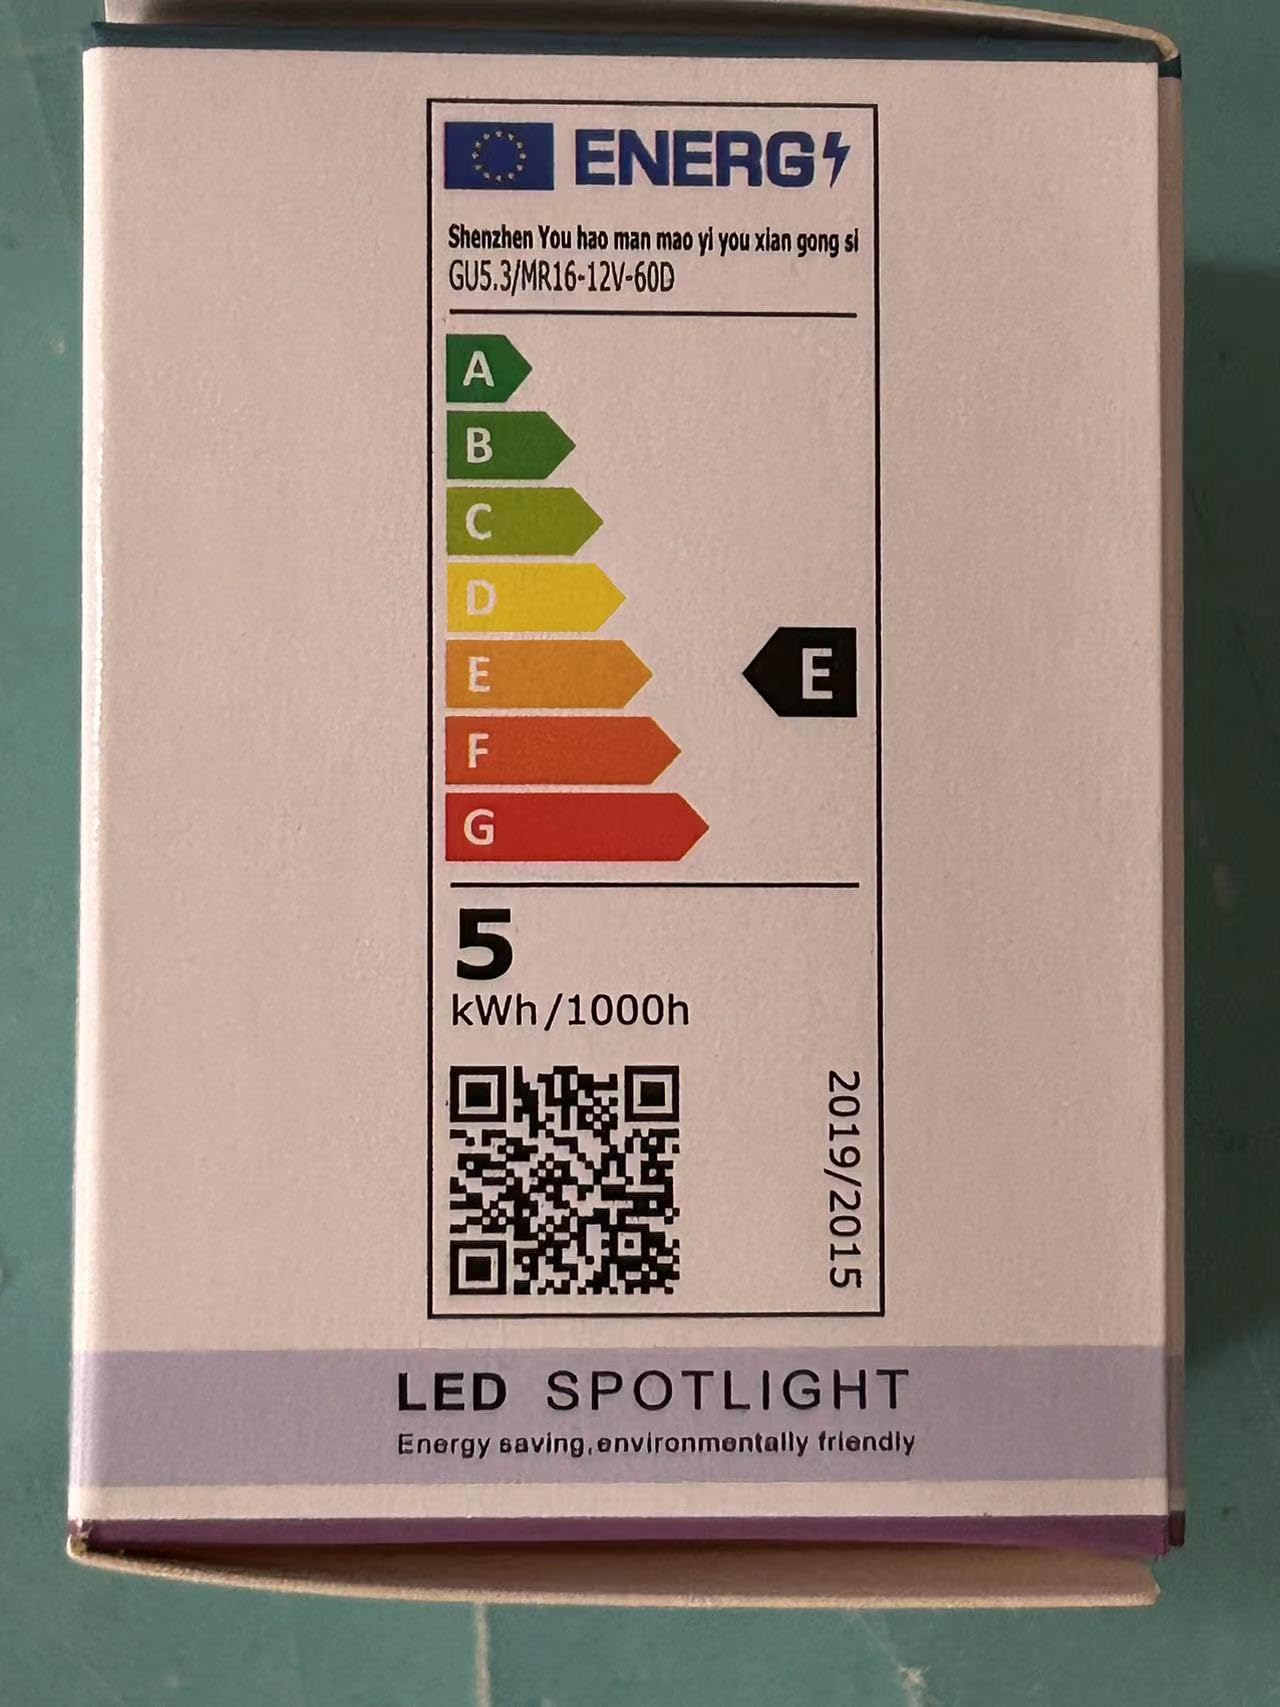 ENERG
Shenzhen You hao man mao yi you xian gong si
GU5.3/MR16-12V-60D
A
B
C
D
E
E
F
G
5
kWh/1000h
2019/2015
LED SPOTLIGHT
Energy saving,environmentally friendly